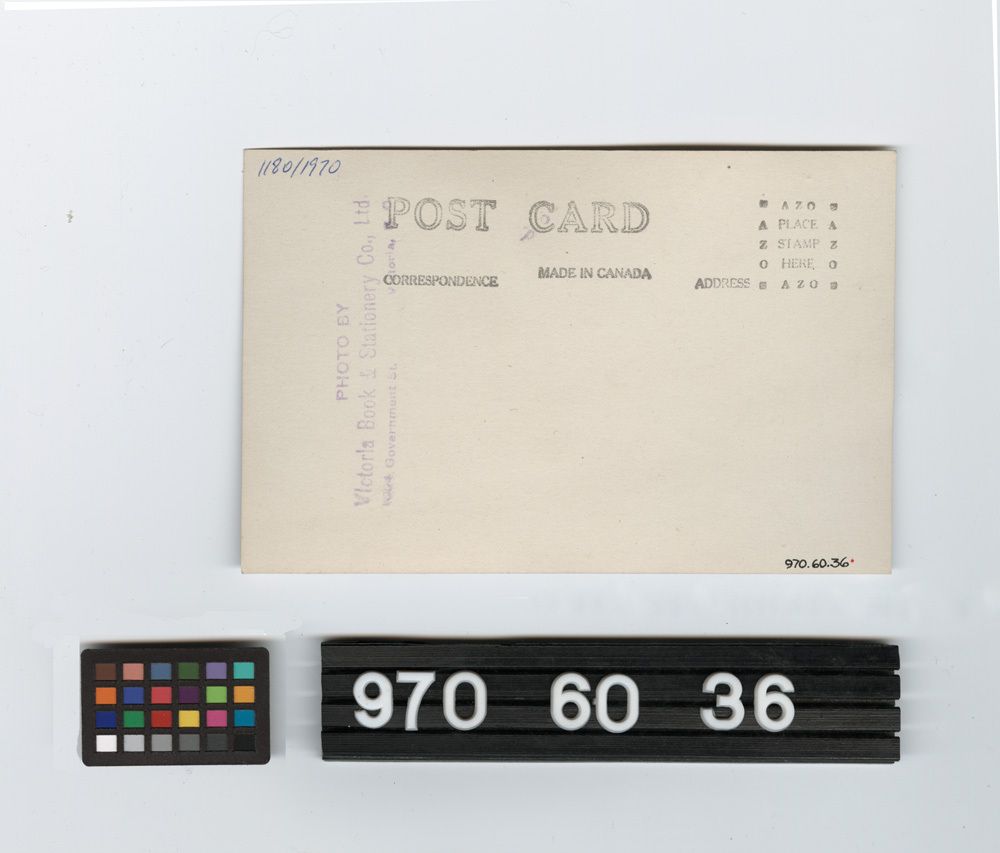 1180/1970
POST CARD
CORRESPONDENCE
MADE IN CANADA
ADDRESS
AZO
A PLACE A
Z STAMP Z
O HERE O
AZO
PHOTO BY
Victoria Book & Stationery Co., Ltd.
Government St. Victoria,
970.60.36
970 60 36